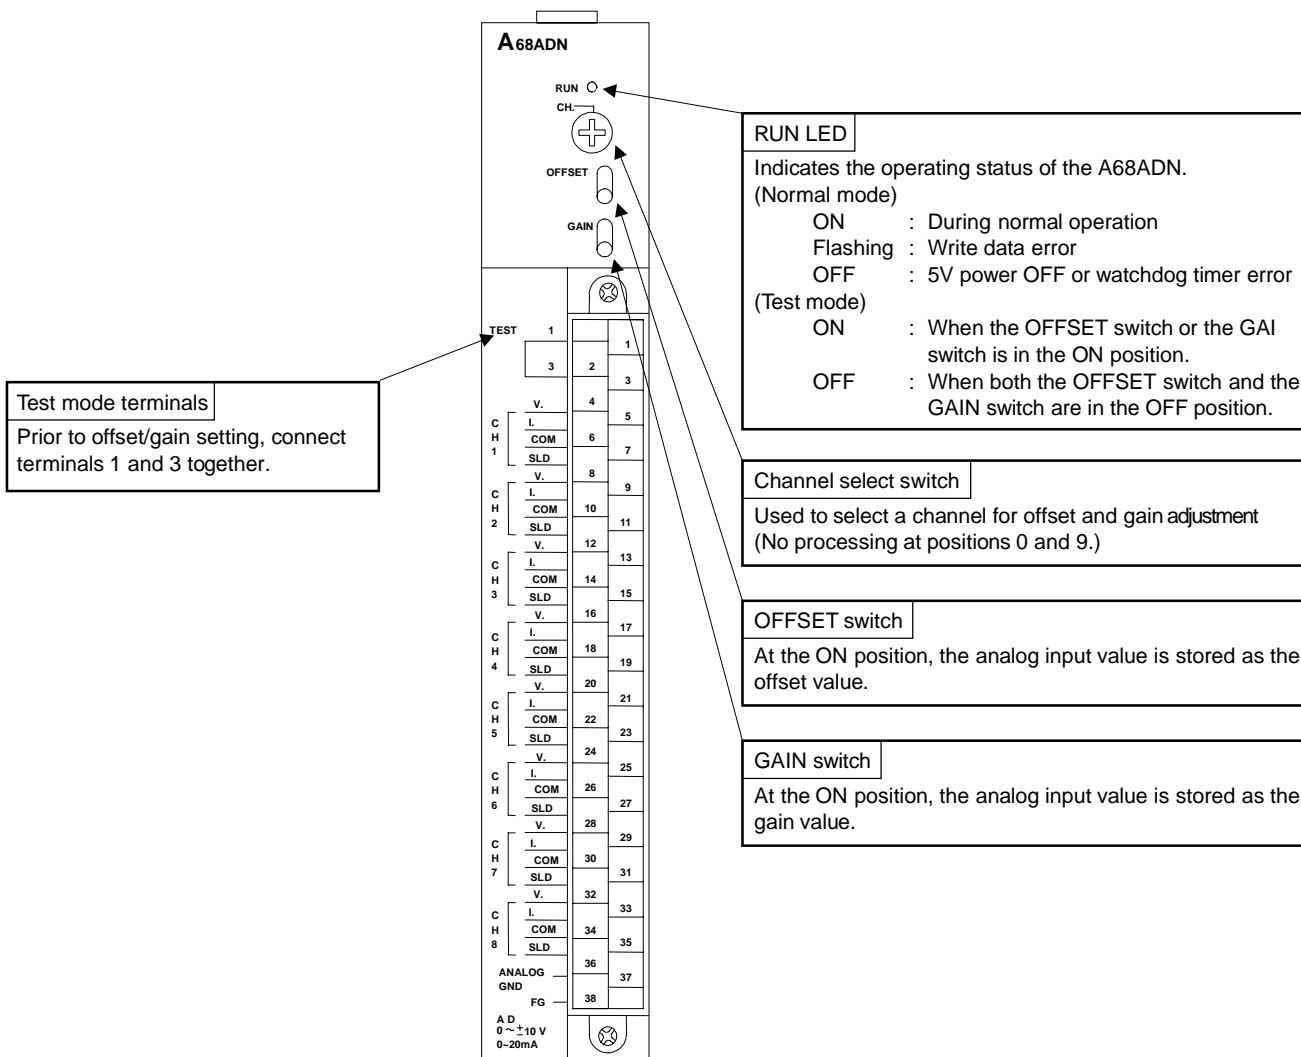 A68ADN
RUN
CH.
OFFSET
GAIN
TEST 1
3
1
2
3
4
5
6
7
8
9
10
11
12
13
14
15
16
17
18
19
20
21
22
23
24
25
26
27
28
29
30
31
32
33
34
35
36
37
38
CH1
V.
I.
COM
SLD
CH2
V.
I.
COM
SLD
CH3
V.
I.
COM
SLD
CH4
V.
I.
COM
SLD
CH5
V.
I.
COM
SLD
CH6
V.
I.
COM
SLD
CH7
V.
I.
COM
SLD
CH8
V.
I.
COM
SLD
ANALOG
GND
FG
A D
0 ~ ±10 V
0~20mA
Test mode terminals
Prior to offset/gain setting, connect
terminals 1 and 3 together.
RUN LED
Indicates the operating status of the A68ADN.
(Normal mode)
ON : During normal operation
Flashing : Write data error
OFF : 5V power OFF or watchdog timer error
(Test mode)
ON : When the OFFSET switch or the GAI
switch is in the ON position.
OFF : When both the OFFSET switch and the
GAIN switch are in the OFF position.
Channel select switch
Used to select a channel for offset and gain adjustment
(No processing at positions 0 and 9.)
OFFSET switch
At the ON position, the analog input value is stored as the
offset value.
GAIN switch
At the ON position, the analog input value is stored as the
gain value.